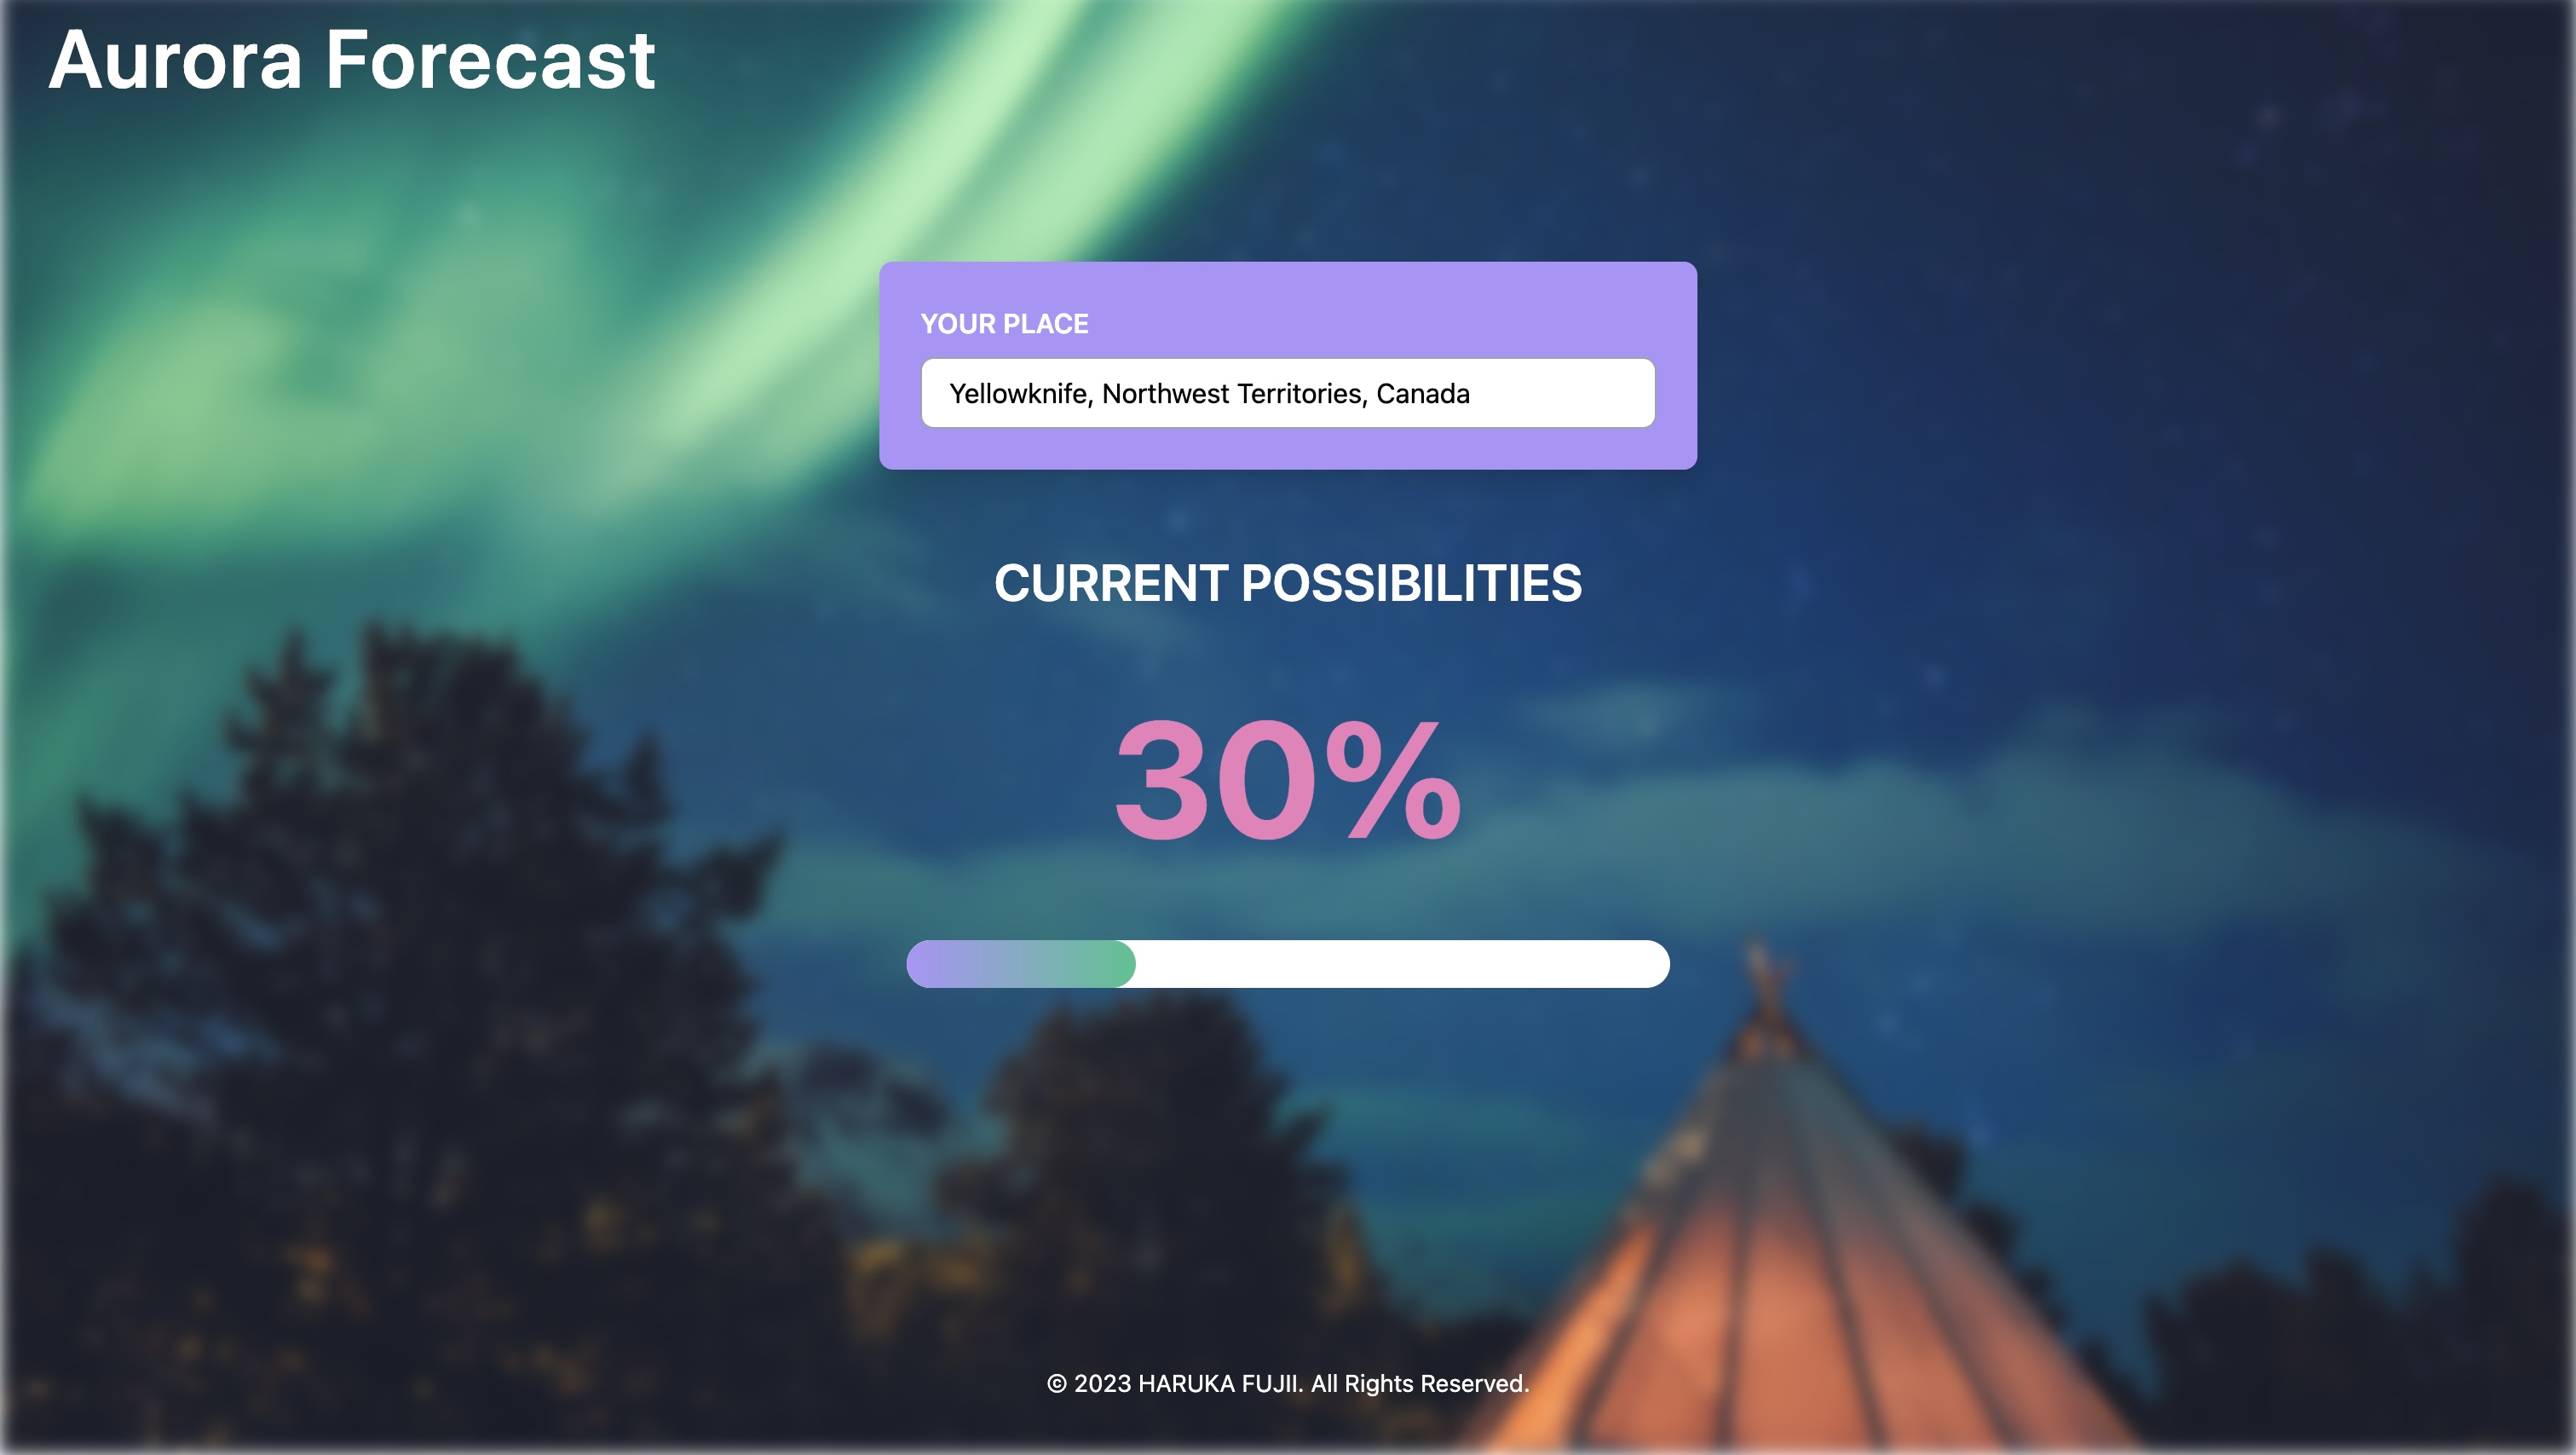 Aurora Forecast
YOUR PLACE
Yellowknife, Northwest Territories, Canada
CURRENT POSSIBILITIES
30%
© 2023 HARUKA FUJII. All Rights Reserved.